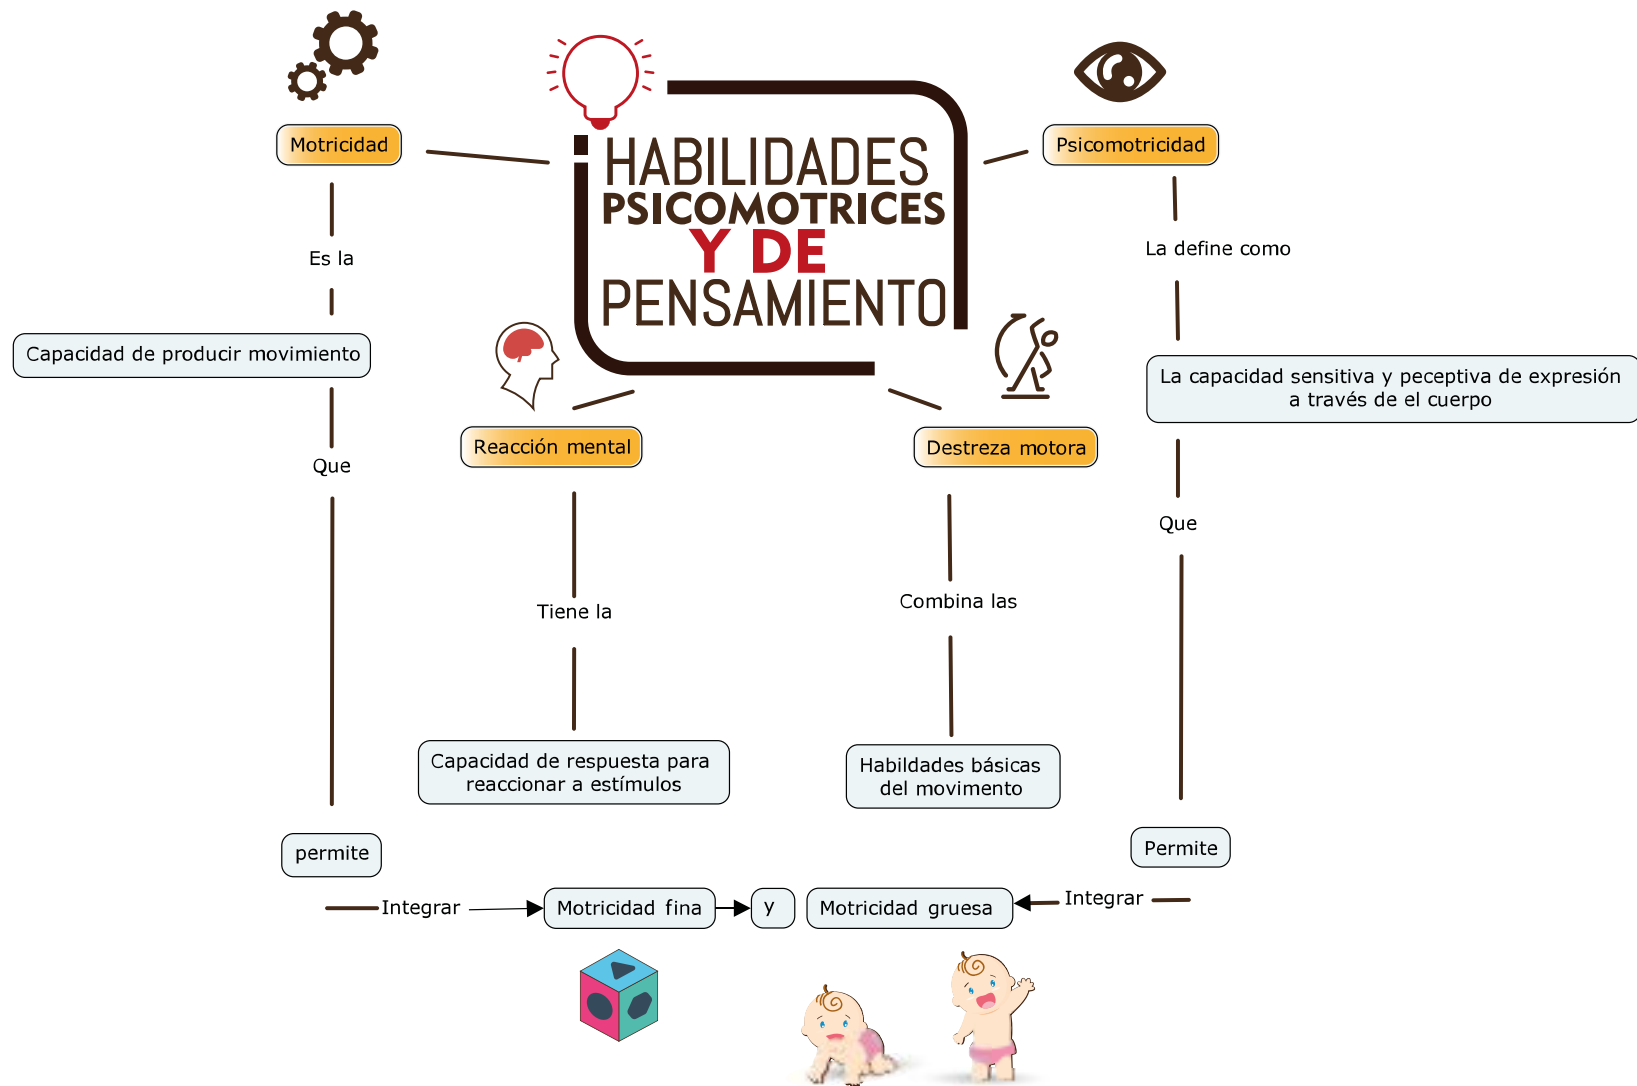 Motricidad
HABILIDADES
PSICOMOTRICES
Y DE
PENSAMIENTO
Psicomotricidad
Es la
La define como
Capacidad de producir movimiento
La capacidad sensitiva y peceptiva de expresión
a través de el cuerpo
Reacción mental
Destreza motora
Que
Que
Tiene la
Combina las
Capacidad de respuesta para
reaccionar a estímulos
Habildades básicas
del movimento
permite
Permite
Integrar
Motricidad fina
y
Motricidad gruesa
Integrar